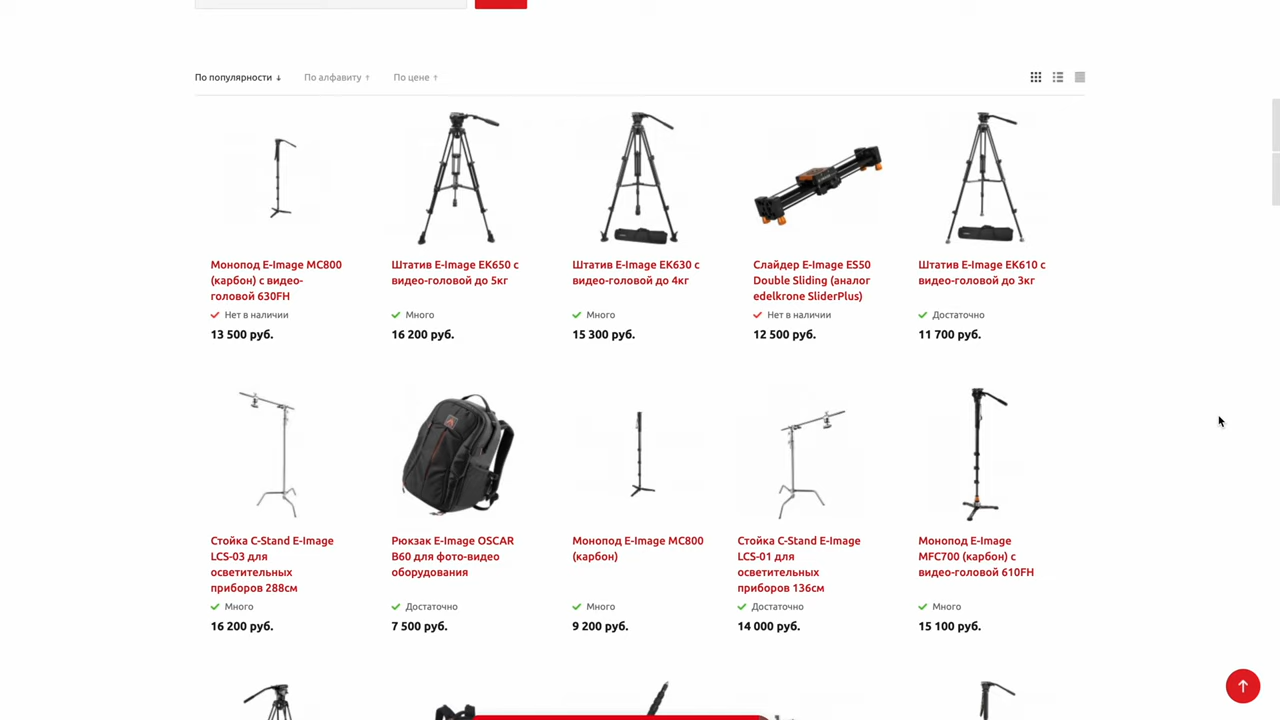 По популярности ↓ По алфавиту ↑ По цене ↑
Монопод E-Image MC800
(карбон) с видео-
головой 630FH
Нет в наличии
13 500 руб.
Штатив E-Image EK650 с
видео-головой до 5кг
Много
16 200 руб.
Штатив E-Image EK630 с
видео-головой до 4кг
Много
15 300 руб.
Слайдер E-Image ES50
Double Sliding (аналог
edelkrone SliderPlus)
Нет в наличии
12 500 руб.
Штатив E-Image EK610 с
видео-головой до 3кг
Достаточно
11 700 руб.
Стойка C-Stand E-Image
LCS-03 для
осветительных
приборов 288см
Много
16 200 руб.
Рюкзак E-Image OSCAR
B60 для фото-видео
оборудования
Достаточно
7 500 руб.
Монопод E-Image MC800
(карбон)
Много
9 200 руб.
Стойка C-Stand E-Image
LCS-01 для
осветительных
приборов 136см
Достаточно
14 000 руб.
Монопод E-Image
MFC700 (карбон) с
видео-головой 610FH
Много
15 100 руб.